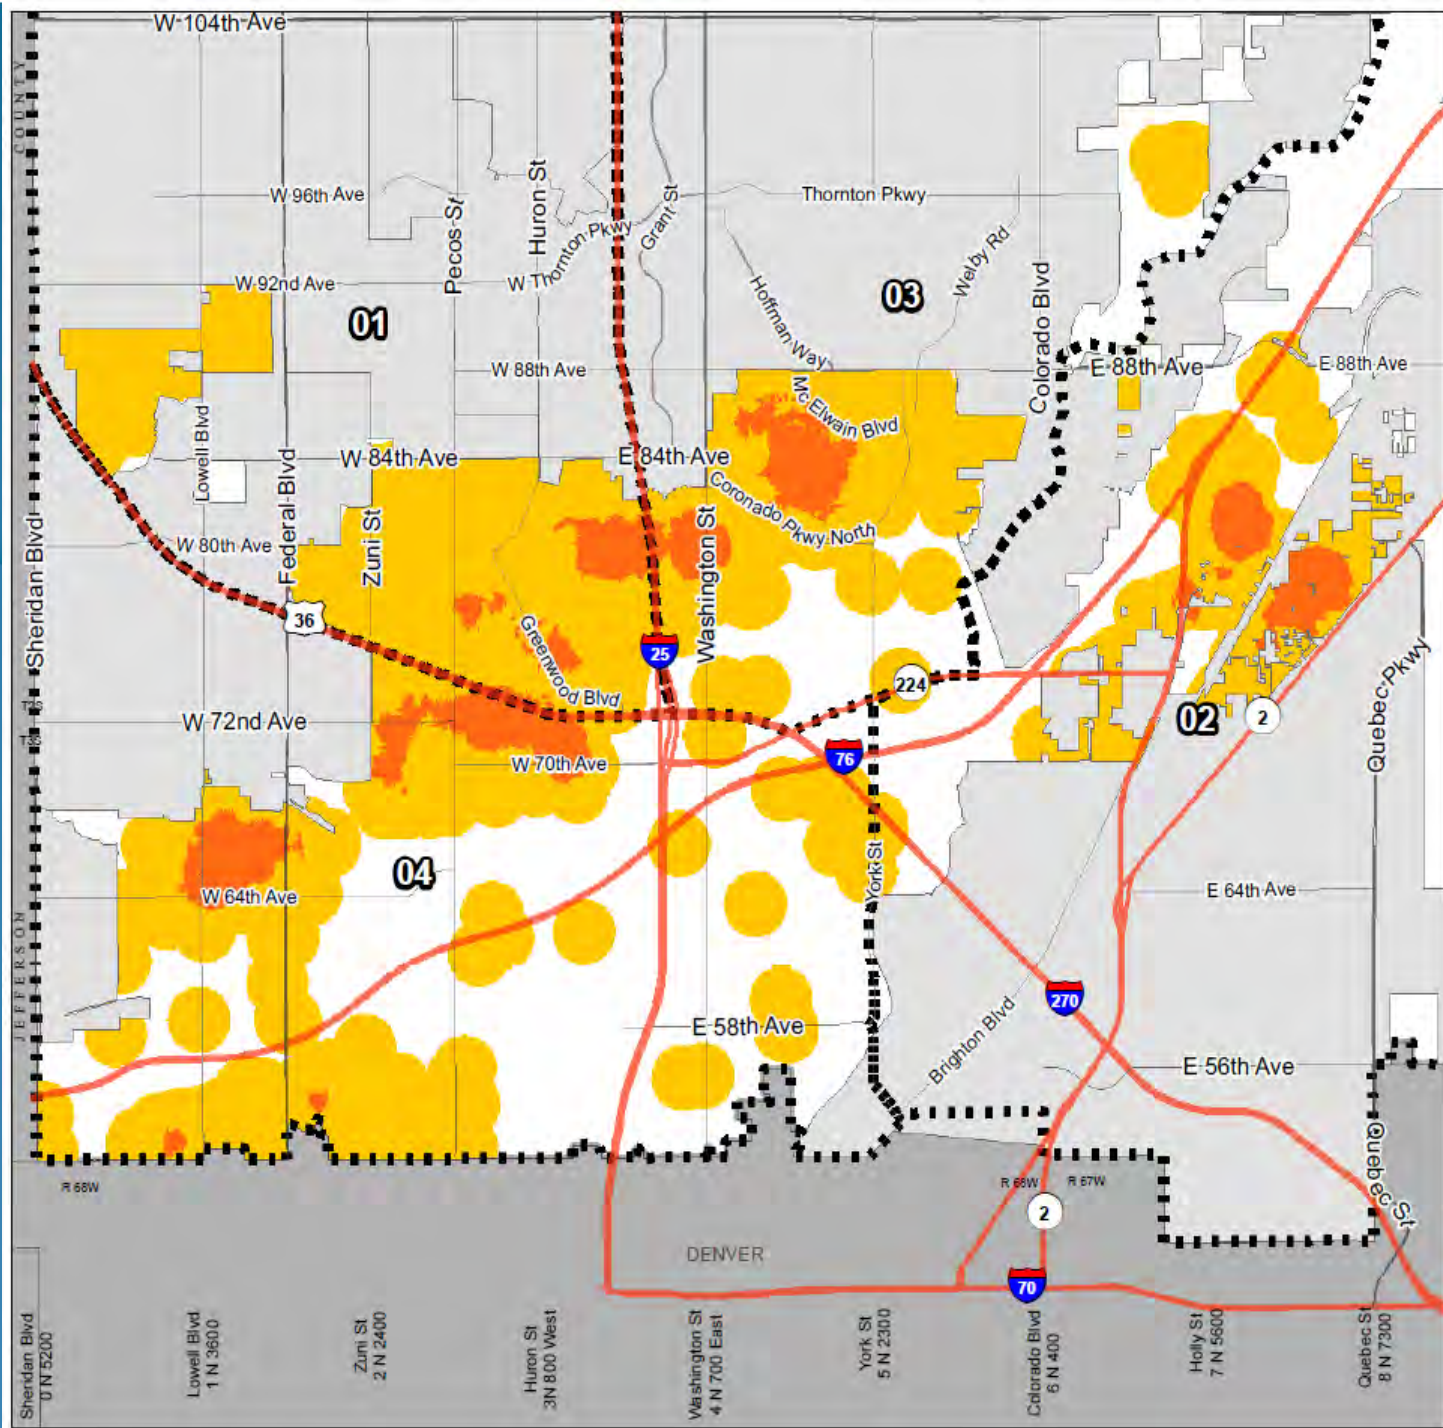 W 104th Ave
COUNTY
W 96th Ave
Pecos St
Huron St
W Thornton Pkwy
Grant St
Thornton Pkwy
Welby Rd
Hoffman Way
03
Colorado Blvd
W 92nd Ave
01
W 88th Ave
E 88th Ave
E 88th Ave
Mc Elwain Blvd
Lowell Blvd
Federal Blvd
W 84th Ave
E 84th Ave
Coronado Pkwy North
Washington St
Sheridan Blvd
W 80th Ave
Zuni St
36
Greenwood Blvd
25
224
Quebec Pkwy
W 72nd Ave
02
2
W 70th Ave
76
04
York St
W 64th Ave
E 64th Ave
JEFFERSON
270
E 58th Ave
Brighton Blvd
E 56th Ave
Quebec St
R 68W
R 68W
R 67W
2
DENVER
70
Sheridan Blvd
0 N 5200
Lowell Blvd
1 N 3600
Zuni St
2 N 2400
Huron St
3N 800 West
Washington St
4 N 700 East
York St
5 N 2300
Colorado Blvd
6 N 4000
Holly St
7 N 5600
Quebec St
8 N 7300